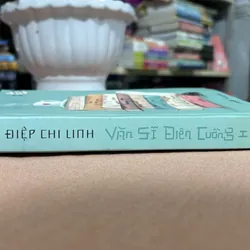 ĐIỆP CHI LINH Văn Sĩ Điên Cuồng